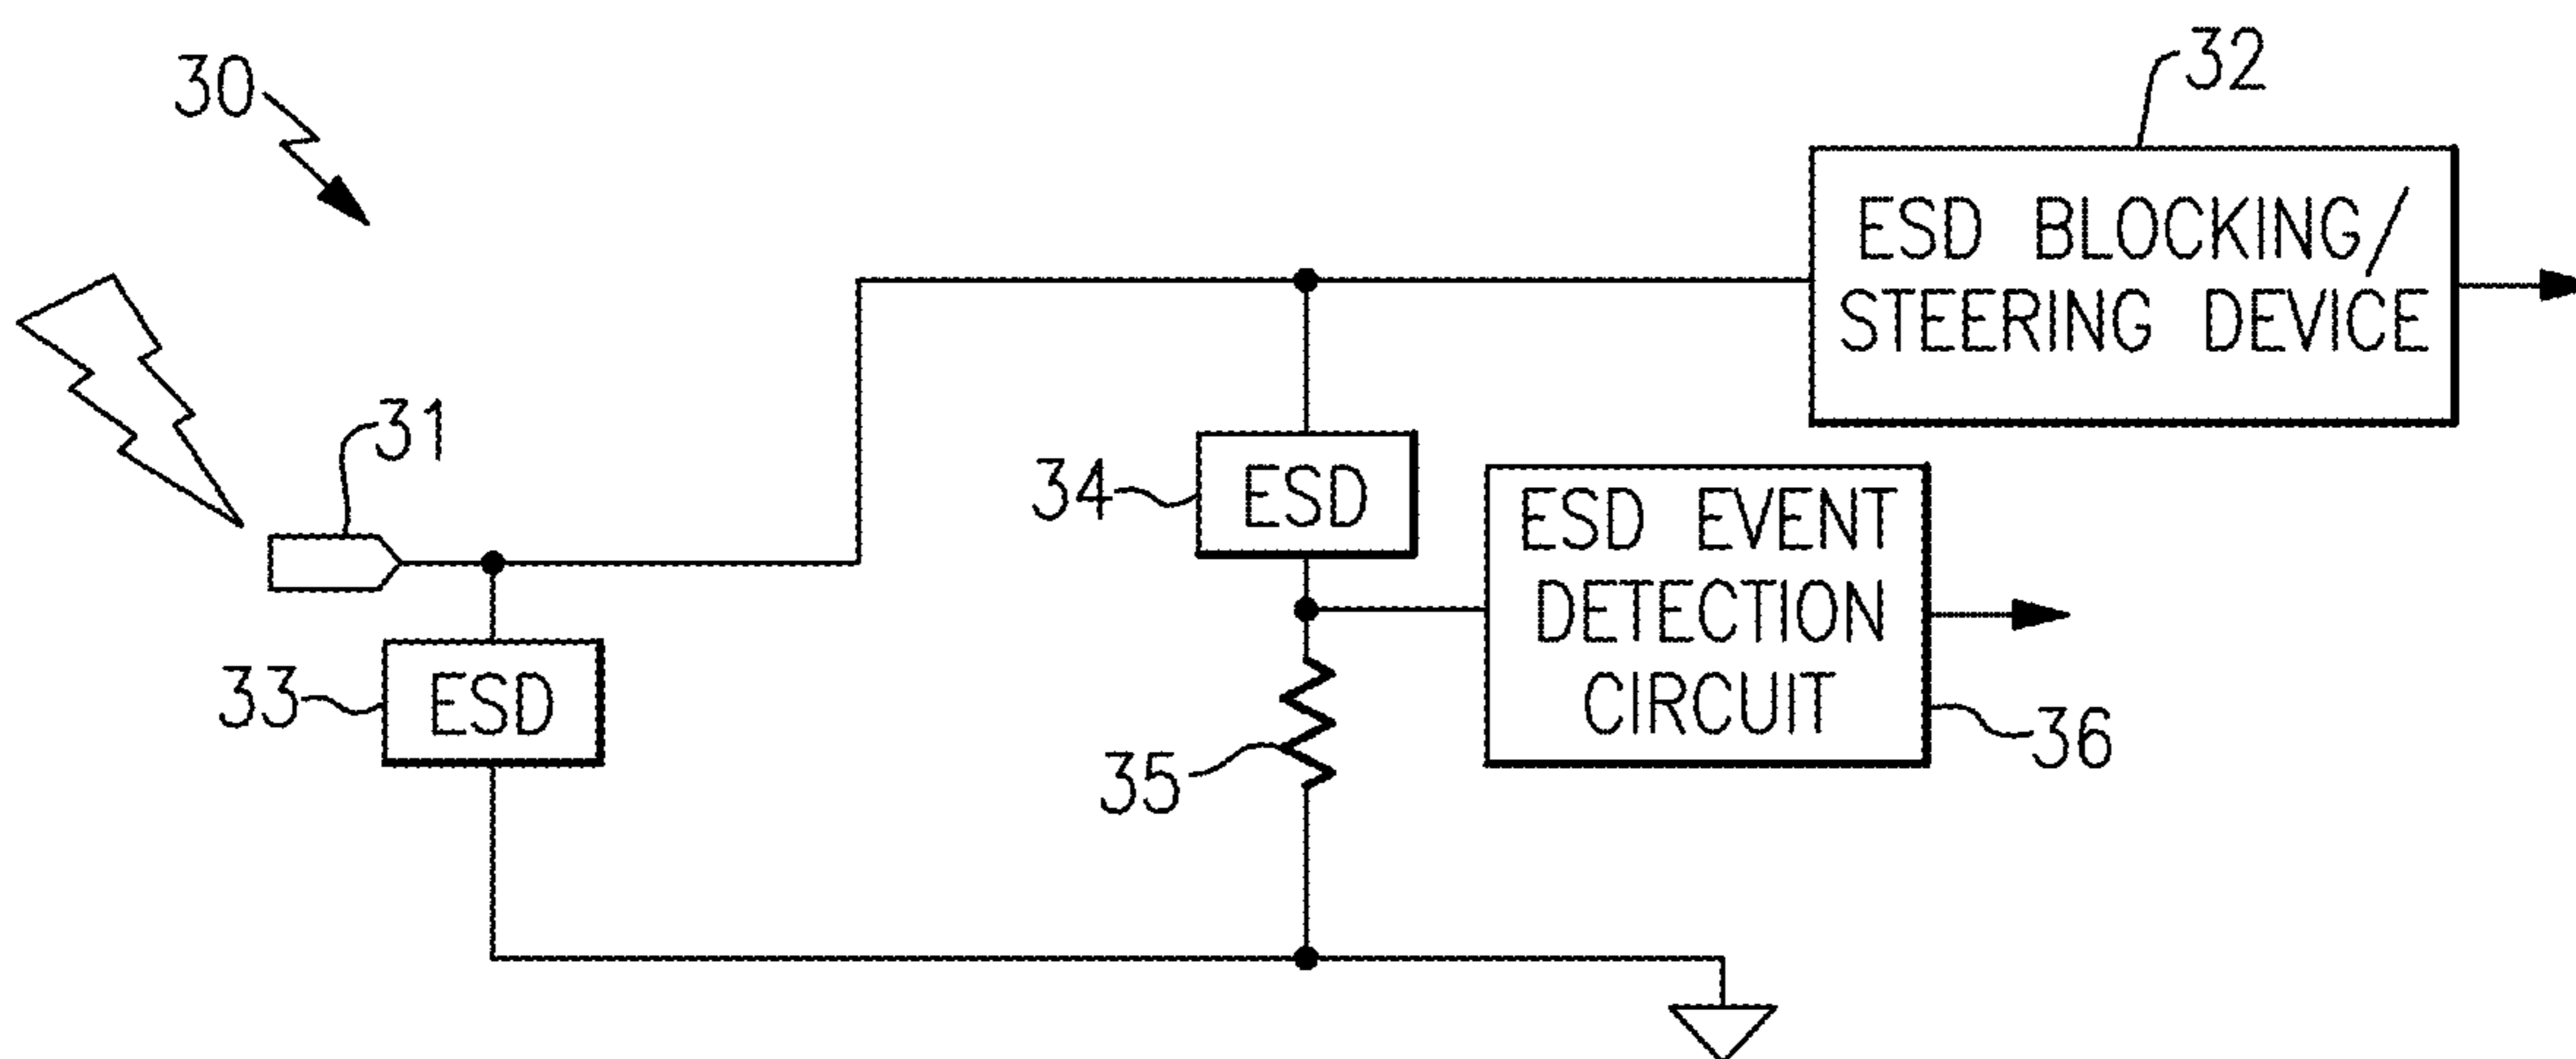 30
32
ESD BLOCKING/
STEERING DEVICE
31
34
ESD
ESD EVENT
DETECTION
CIRCUIT
33
ESD
35
36